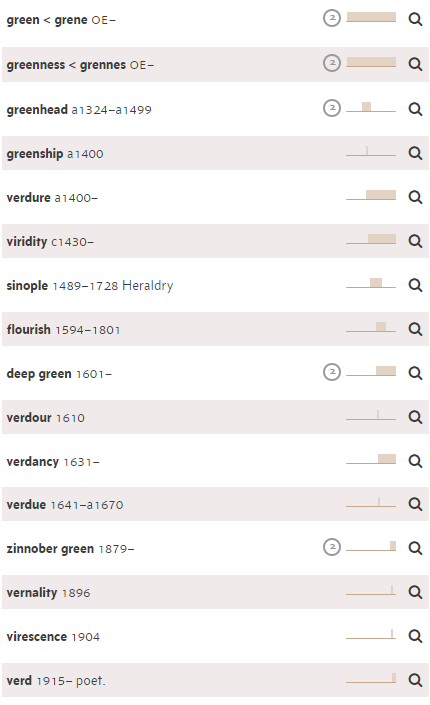 green < grene OE– 2
greenness < grennes OE– 2
greenhead a1324–a1499 2
greenship a1400
verdure a1400–
viridity c1430–
sinople 1489–1728 Heraldry
flourish 1594–1801
deep green 1601– 2
verdour 1610
verdancy 1631–
verdue 1641–a1670
zinnober green 1879– 2
vernality 1896
virescence 1904
verd 1915– poet.